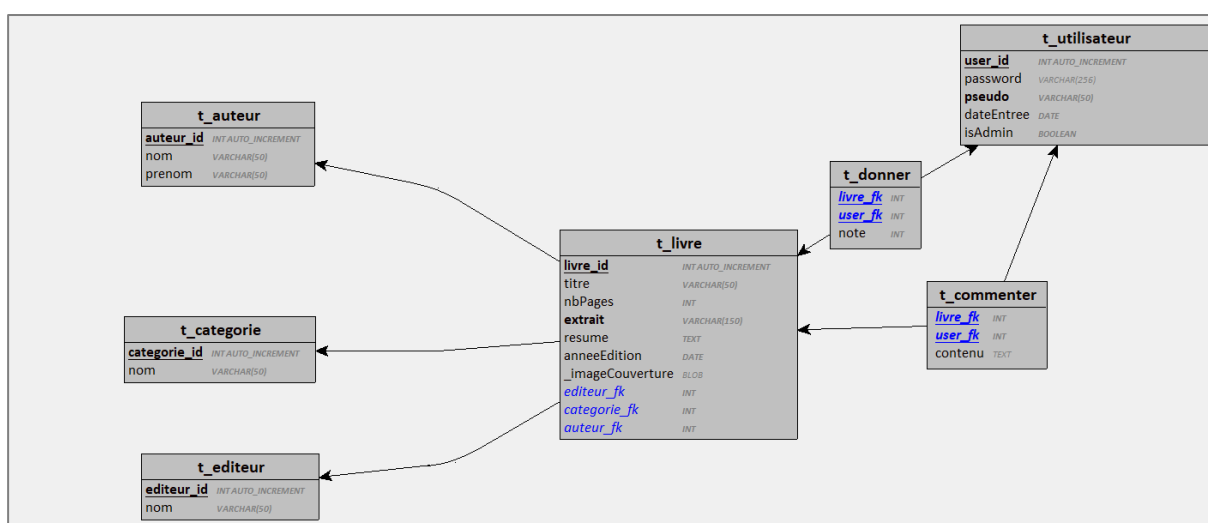 t_utilisateur
user_id INT AUTO_INCREMENT
password VARCHAR(256)
pseudo VARCHAR(50)
dateEntree DATE
isAdmin BOOLEAN
t_auteur
auteur_id INT AUTO_INCREMENT
nom VARCHAR(50)
prenom VARCHAR(50)
t_donner
livre_fk INT
user_fk INT
note INT
t_livre
livre_id INT AUTO_INCREMENT
titre VARCHAR(50)
nbPages INT
extrait VARCHAR(150)
resume TEXT
anneeEdition DATE
_imageCouverture BLOB
editeur_fk INT
categorie_fk INT
auteur_fk INT
t_commenter
livre_fk INT
user_fk INT
contenu TEXT
t_categorie
categorie_id INT AUTO_INCREMENT
nom VARCHAR(50)
t_editeur
editeur_id INT AUTO_INCREMENT
nom VARCHAR(50)